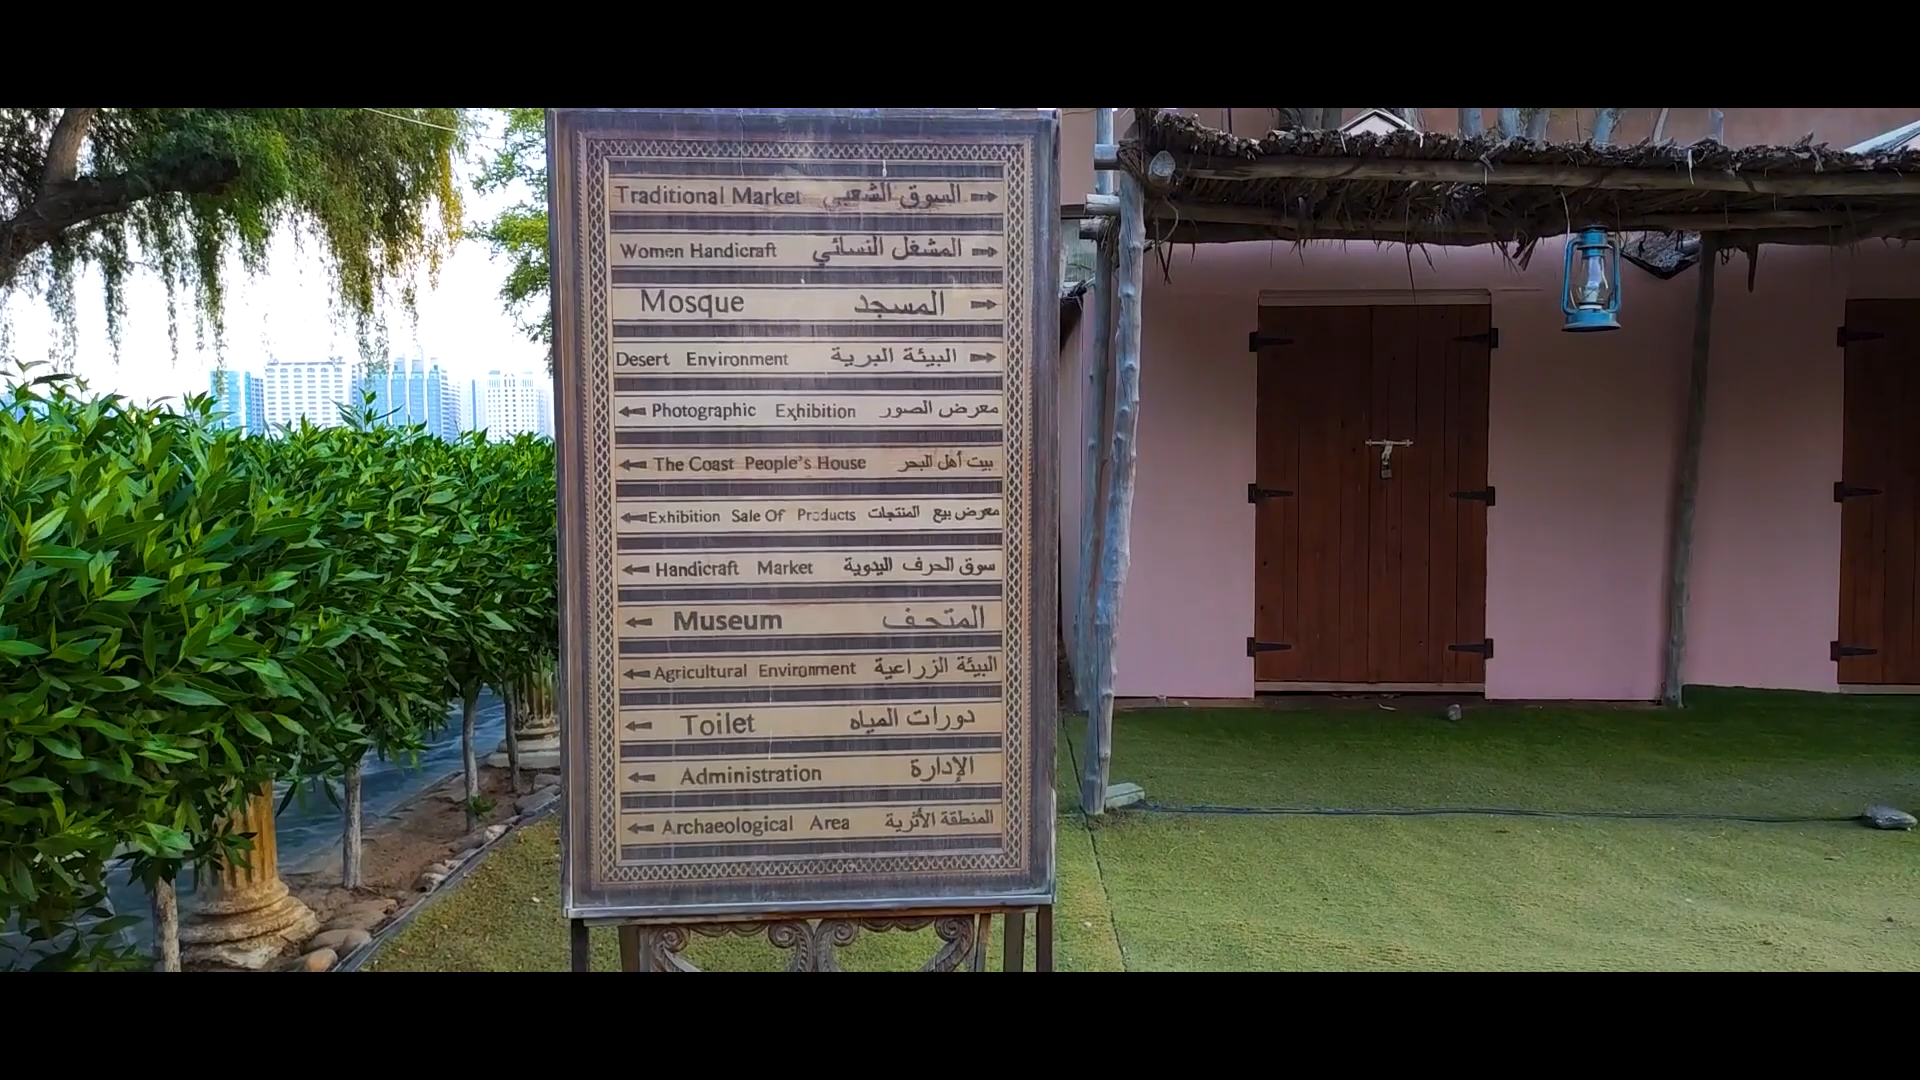 Traditional Market السوق الشعبي
Women Handicraft المشغل النسائي
Mosque المسجد
Desert Environment البيئة البرية
Photographic Exhibition معرض الصور
The Coast People's House بيت أهل البحر
Exhibition Sale Of Products معرض بيع المنتجات
Handicraft Market سوق الحرف اليدوية
Museum المتحف
Agricultural Environment البيئة الزراعية
Toilet دورات المياه
Administration الإدارة
Archaeological Area المنطقة الأثرية